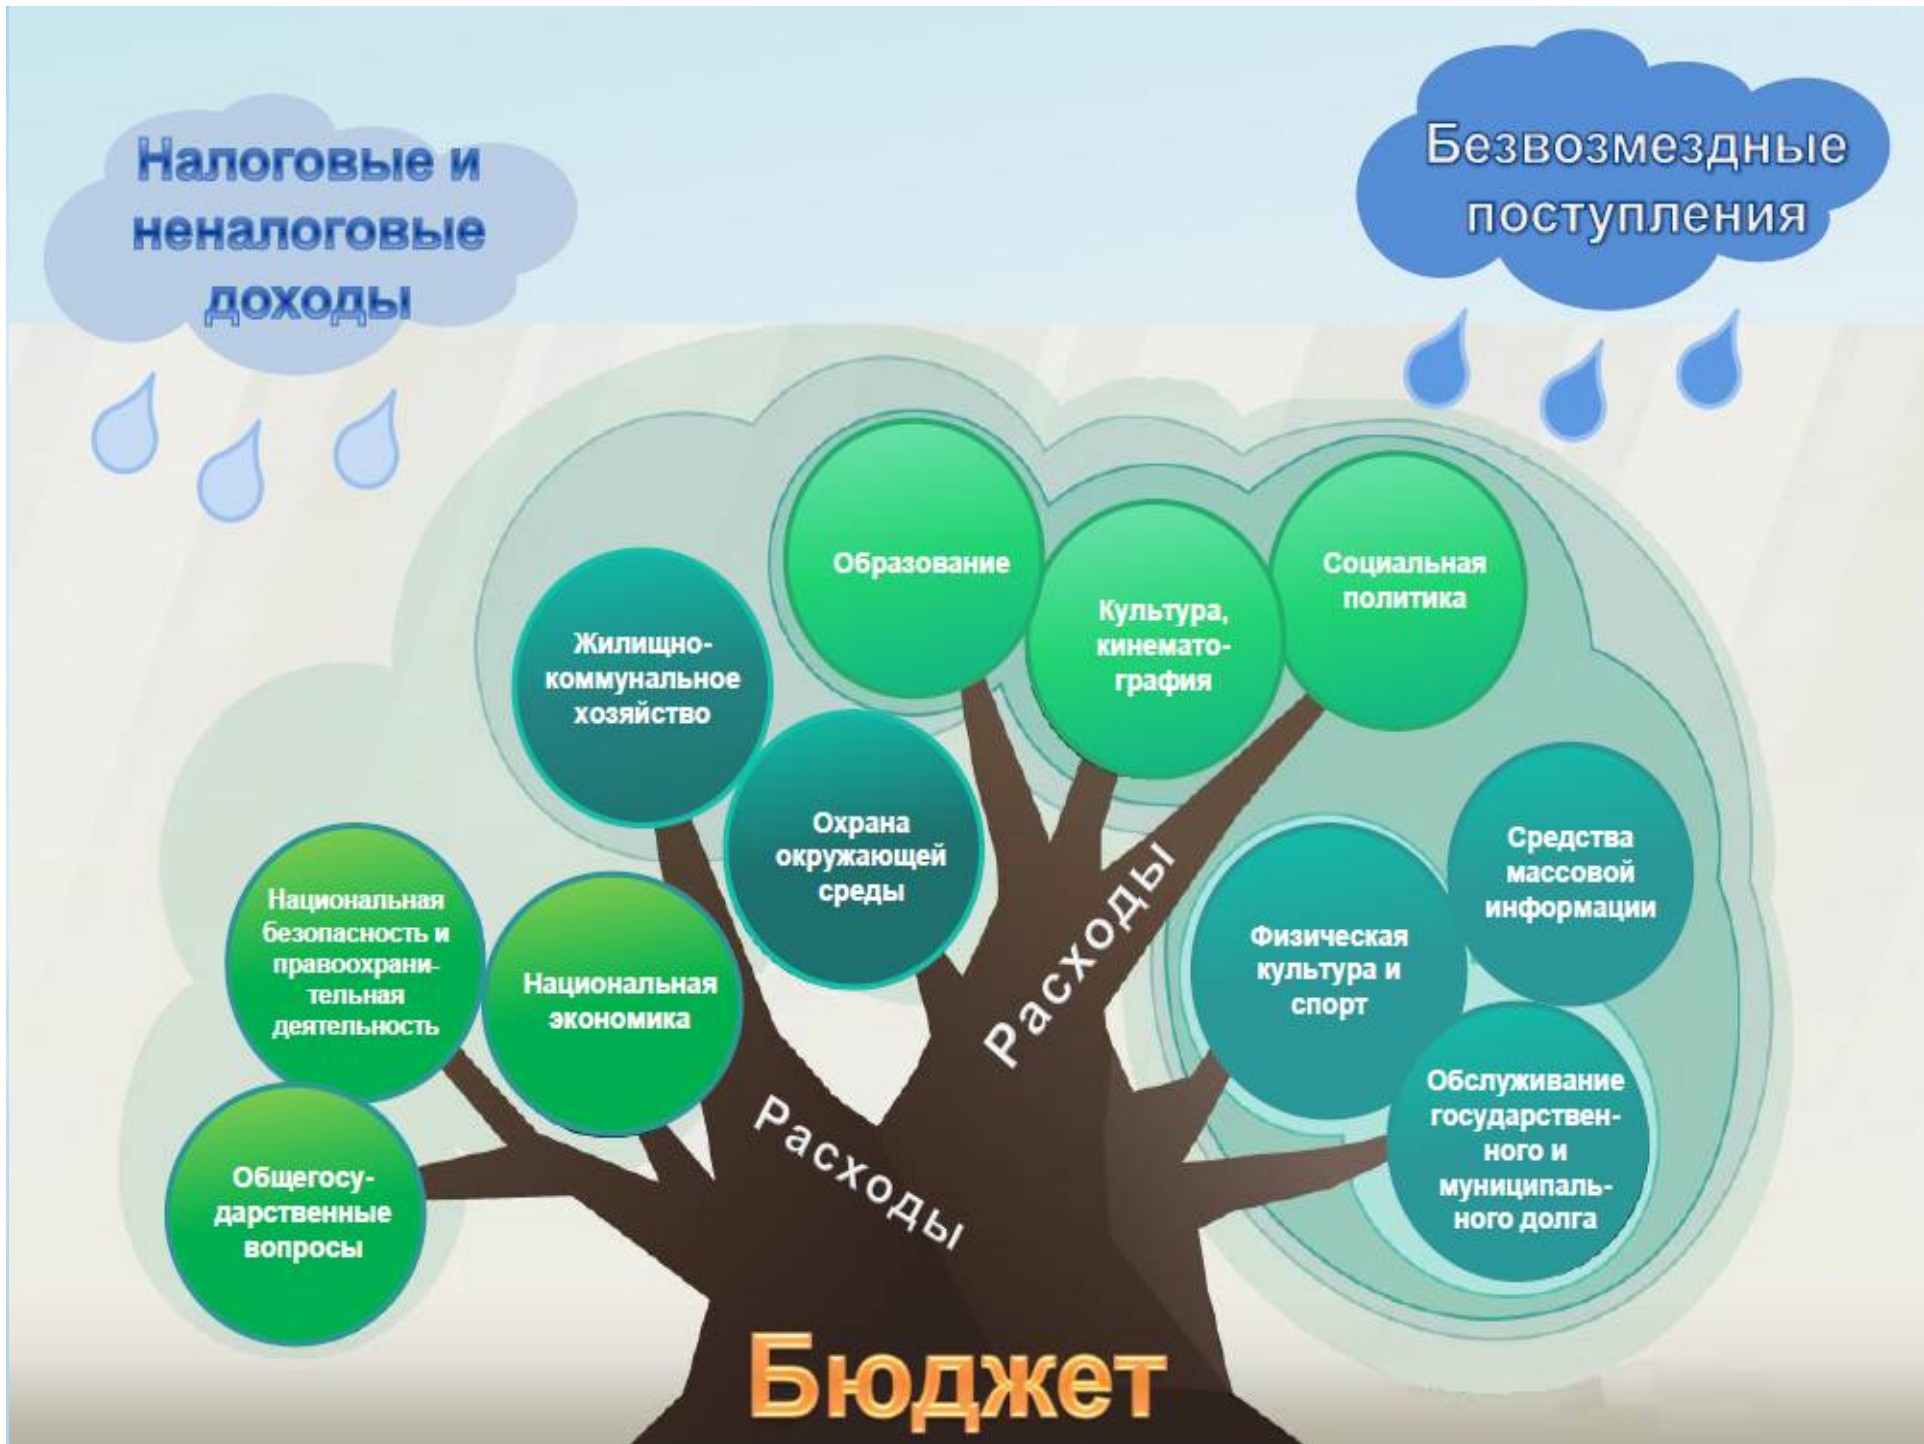 Налоговые и
неналоговые
доходы
Безвозмездные
поступления
Образование
Социальная
политика
Культура,
кинемато-
графия
Жилищно-
коммунальное
хозяйство
Охрана
окружающей
среды
Средства
массовой
информации
Национальная
безопасность и
правоохрани-
тельная
деятельность
Национальная
экономика
Физическая
культура и
спорт
Расходы
Обслуживание
государствен-
ного и
муниципаль-
ного долга
Общегосу-
дарственные
вопросы
Расходы
Бюджет